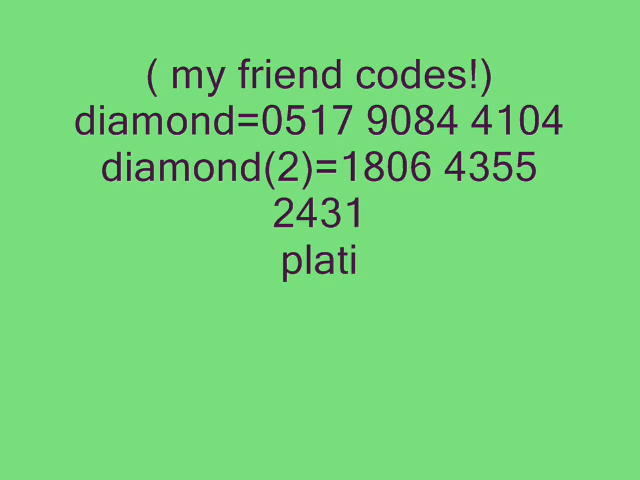 ( my friend codes!)
diamond=0517 9084 4104
diamond(2)=1806 4355
2431
plati